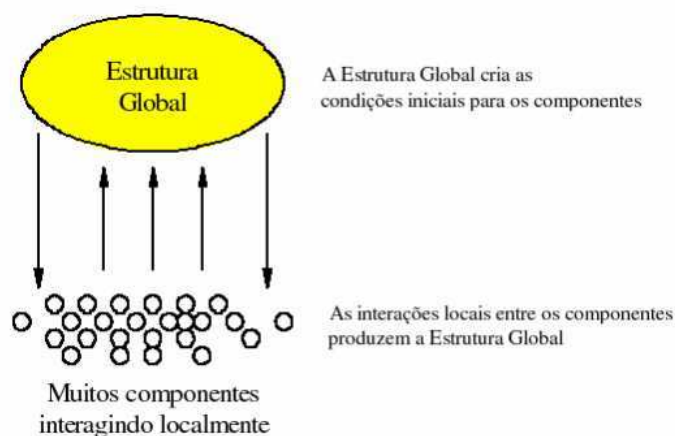 Estrutura
Global
A Estrutura Global cria as
condições iniciais para os componentes
As interações locais entre os componentes
produzem a Estrutura Global
Muitos componentes
interagindo localmente